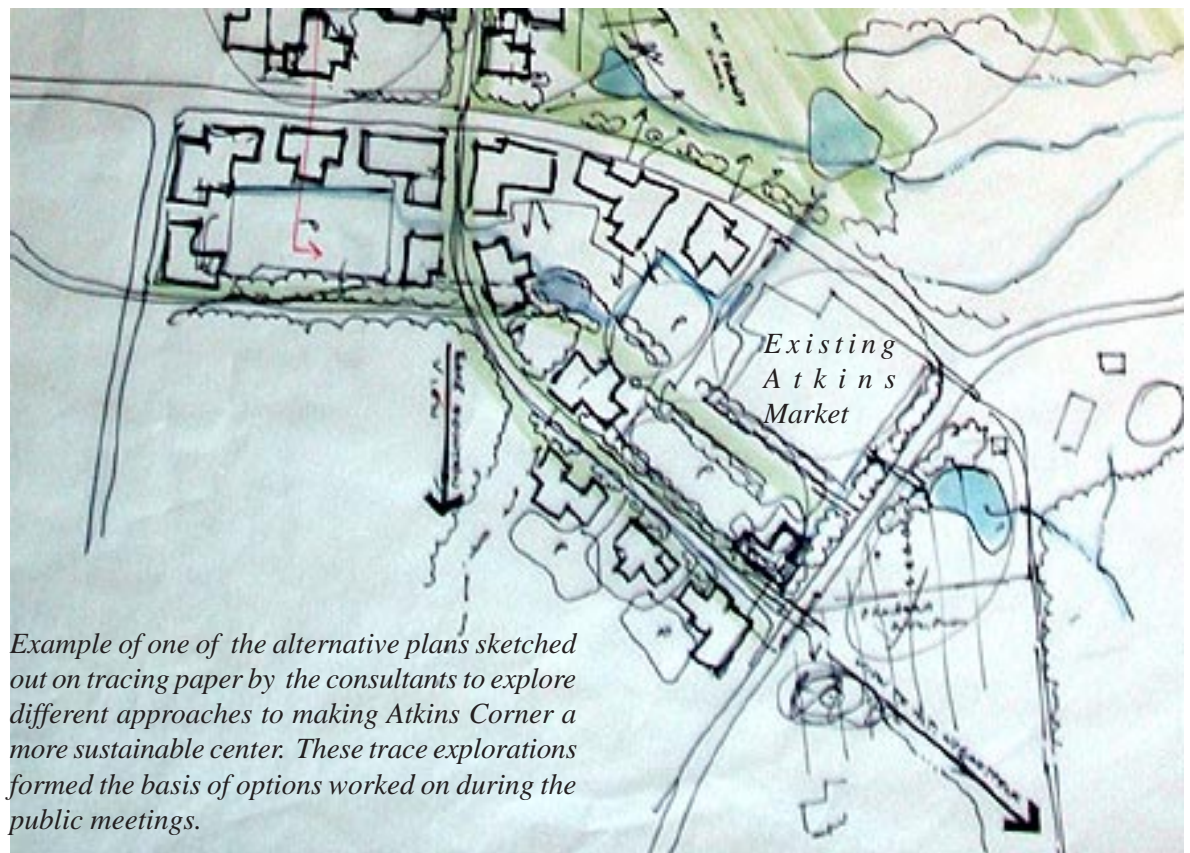 Existing
Atkins
Market
VIEW
Example of one of the alternative plans sketched
out on tracing paper by the consultants to explore
different approaches to making Atkins Corner a
more sustainable center. These trace explorations
formed the basis of options worked on during the
public meetings.